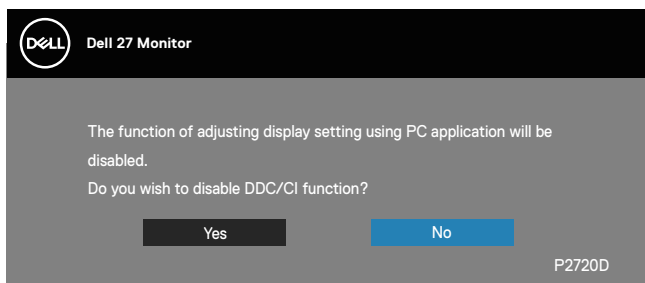 DELL
Dell 27 Monitor
The function of adjusting display setting using PC application will be
disabled.
Do you wish to disable DDC/CI function?
Yes No
P2720D